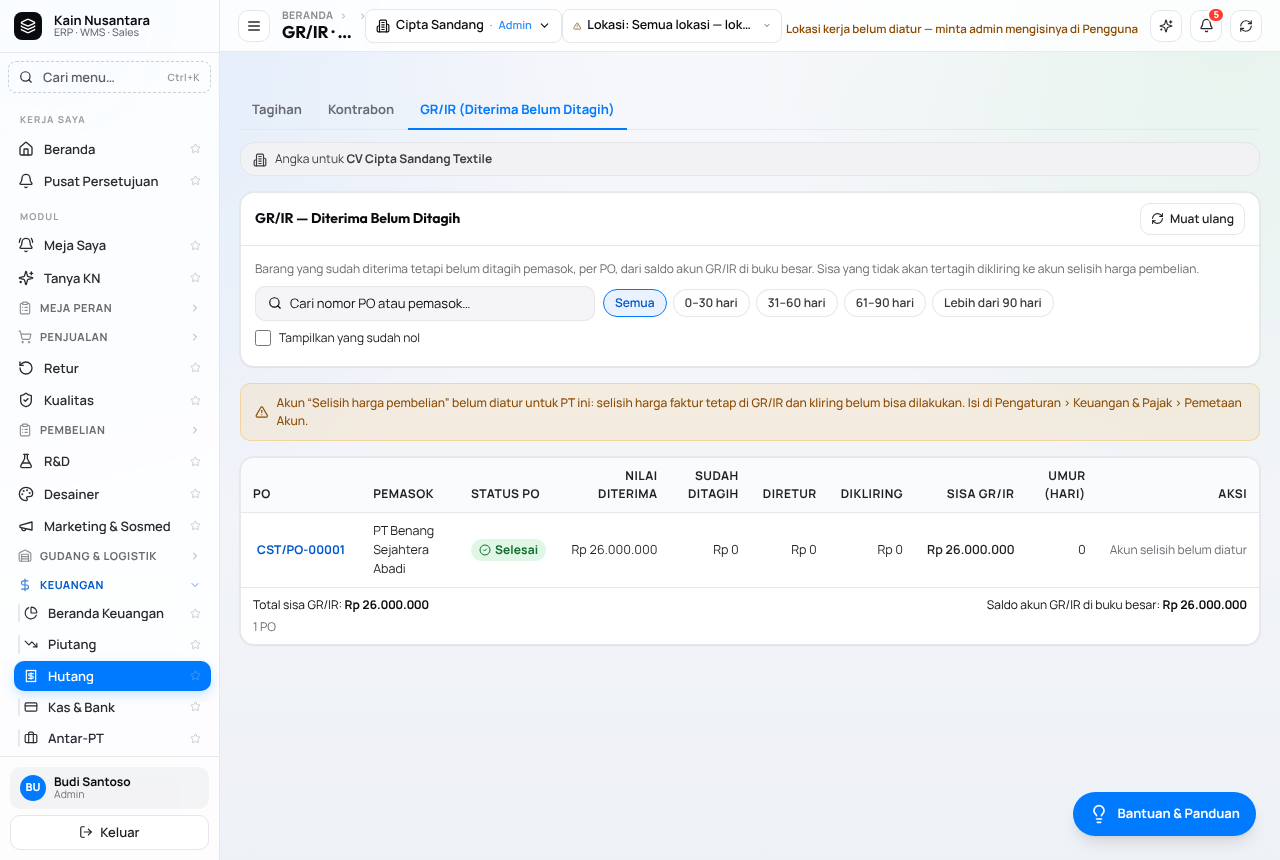 Kain Nusantara
ERP · WMS · Sales
Cari menu...
Ctrl+K
KERJA SAYA
Beranda
Pusat Persetujuan
MODUL
Meja Saya
Tanya KN
MEJA PERAN
PENJUALAN
Retur
Kualitas
PEMBELIAN
R&D
Desainer
Marketing & Sosmed
GUDANG & LOGISTIK
KEUANGAN
Beranda Keuangan
Piutang
Hutang
Kas & Bank
Antar-PT
BU
Budi Santoso
Admin
Keluar
BERANDA
GR/IR · ...
Cipta Sandang · Admin
Lokasi: Semua lokasi — lok...
Lokasi kerja belum diatur — minta admin mengisinya di Pengguna
5
Tagihan
Kontrabon
GR/IR (Diterima Belum Ditagih)
Angka untuk CV Cipta Sandang Textile
GR/IR — Diterima Belum Ditagih
Muat ulang
Barang yang sudah diterima tetapi belum ditagih pemasok, per PO, dari saldo akun GR/IR di buku besar. Sisa yang tidak akan tertagih dikliring ke akun selisih harga pembelian.
Cari nomor PO atau pemasok...
Semua
0–30 hari
31–60 hari
61–90 hari
Lebih dari 90 hari
Tampilkan yang sudah nol
Akun “Selisih harga pembelian” belum diatur untuk PT ini: selisih harga faktur tetap di GR/IR dan kliring belum bisa dilakukan. Isi di Pengaturan › Keuangan & Pajak › Pemetaan
Akun.
PO
PEMASOK
STATUS PO
NILAI
DITERIMA
SUDAH
DITAGIH
DIRETUR
DIKLIRING
SISA GR/IR
UMUR
(HARI)
AKSI
CST/PO-00001
PT Benang
Sejahtera
Abadi
Selesai
Rp 26.000.000
Rp 0
Rp 0
Rp 0
Rp 26.000.000
0
Akun selisih belum diatur
Total sisa GR/IR: Rp 26.000.000
Saldo akun GR/IR di buku besar: Rp 26.000.000
1 PO
Bantuan & Panduan